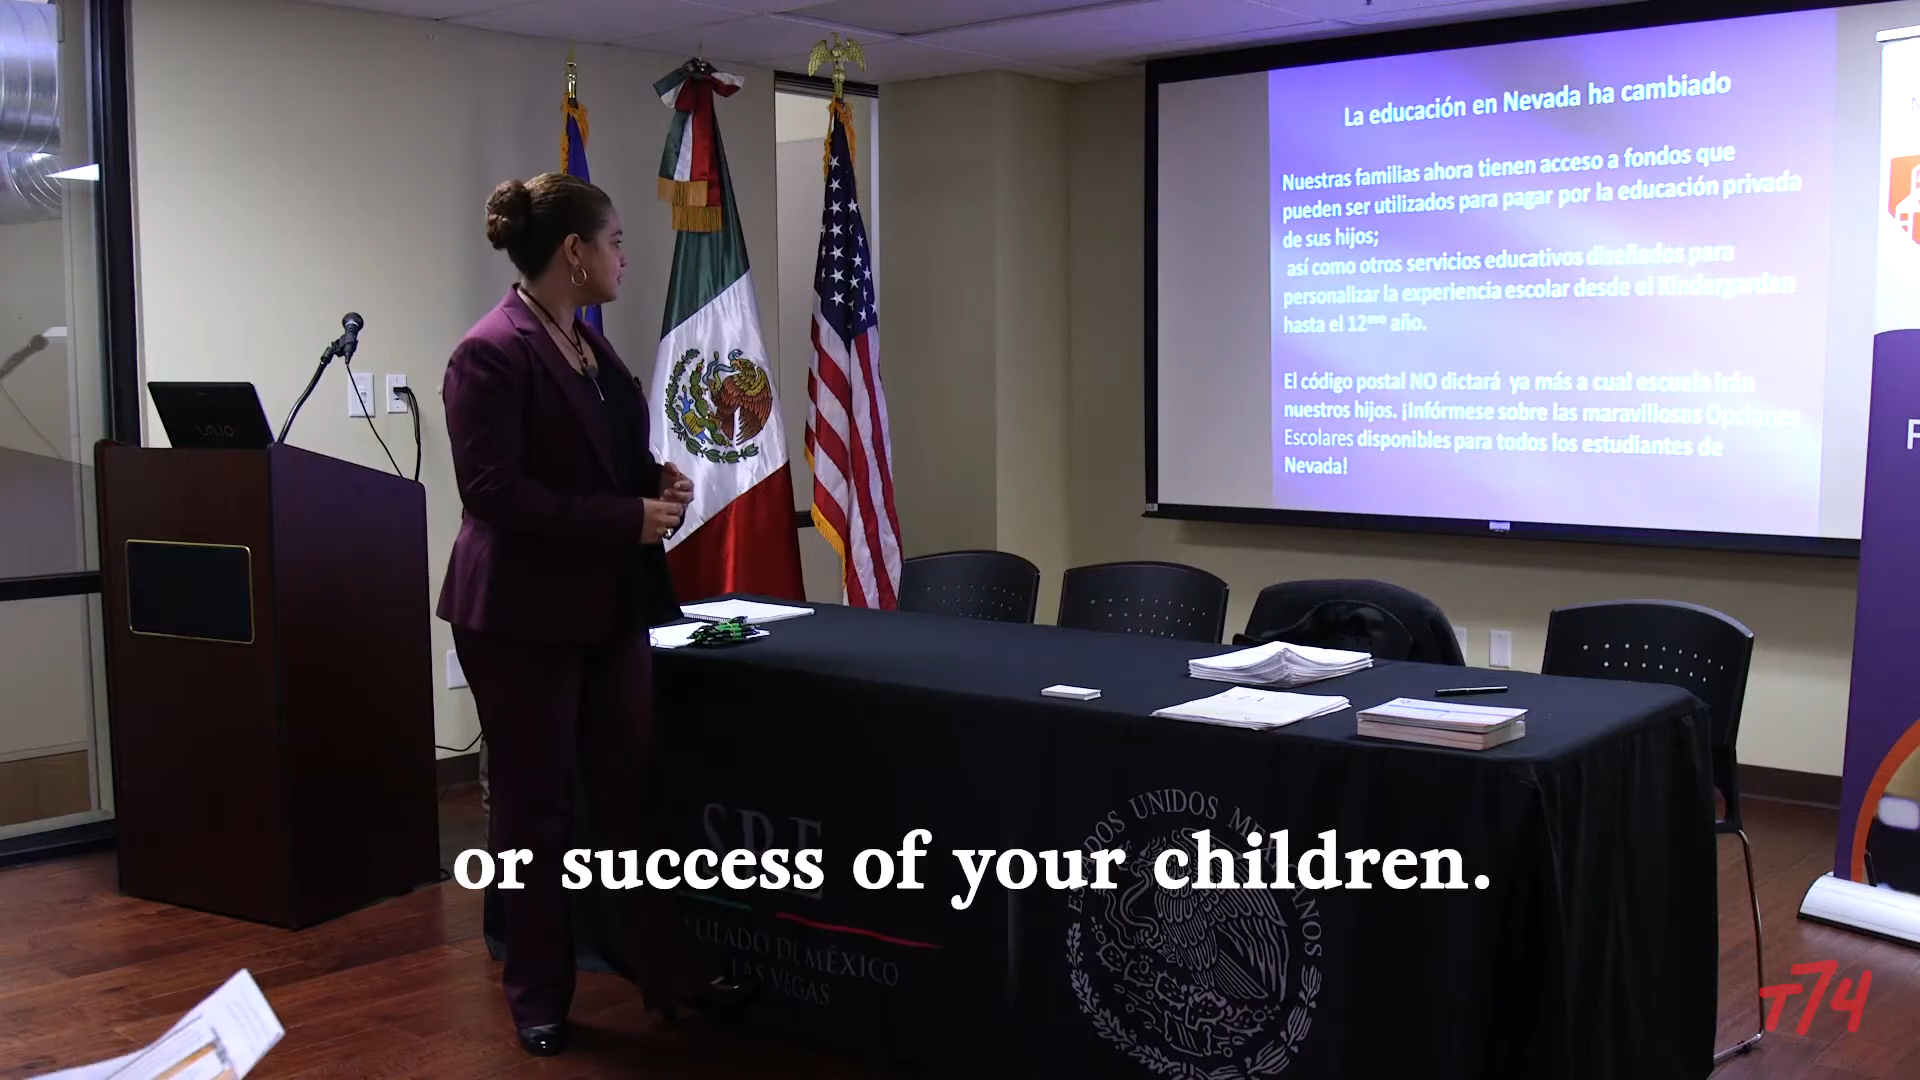 La educación en Nevada ha cambiado
Nuestras familias ahora tienen acceso a fondos que
pueden ser utilizados para pagar por la educación privada
de sus hijos;
así como otros servicios educativos diseñados para
personalizar la experiencia escolar desde el Kindergarden
hasta el 12avo año.
El código postal NO dictará ya más a cual escuela irán
nuestros hijos. ¡Infórmese sobre las maravillosas Opciones
Escolares disponibles para todos los estudiantes de
Nevada!
VAIO
SRE
ULADO DE MÉXICO
LAS VEGAS
ESTADOS UNIDOS MEXICANOS
or success of your children.
T74